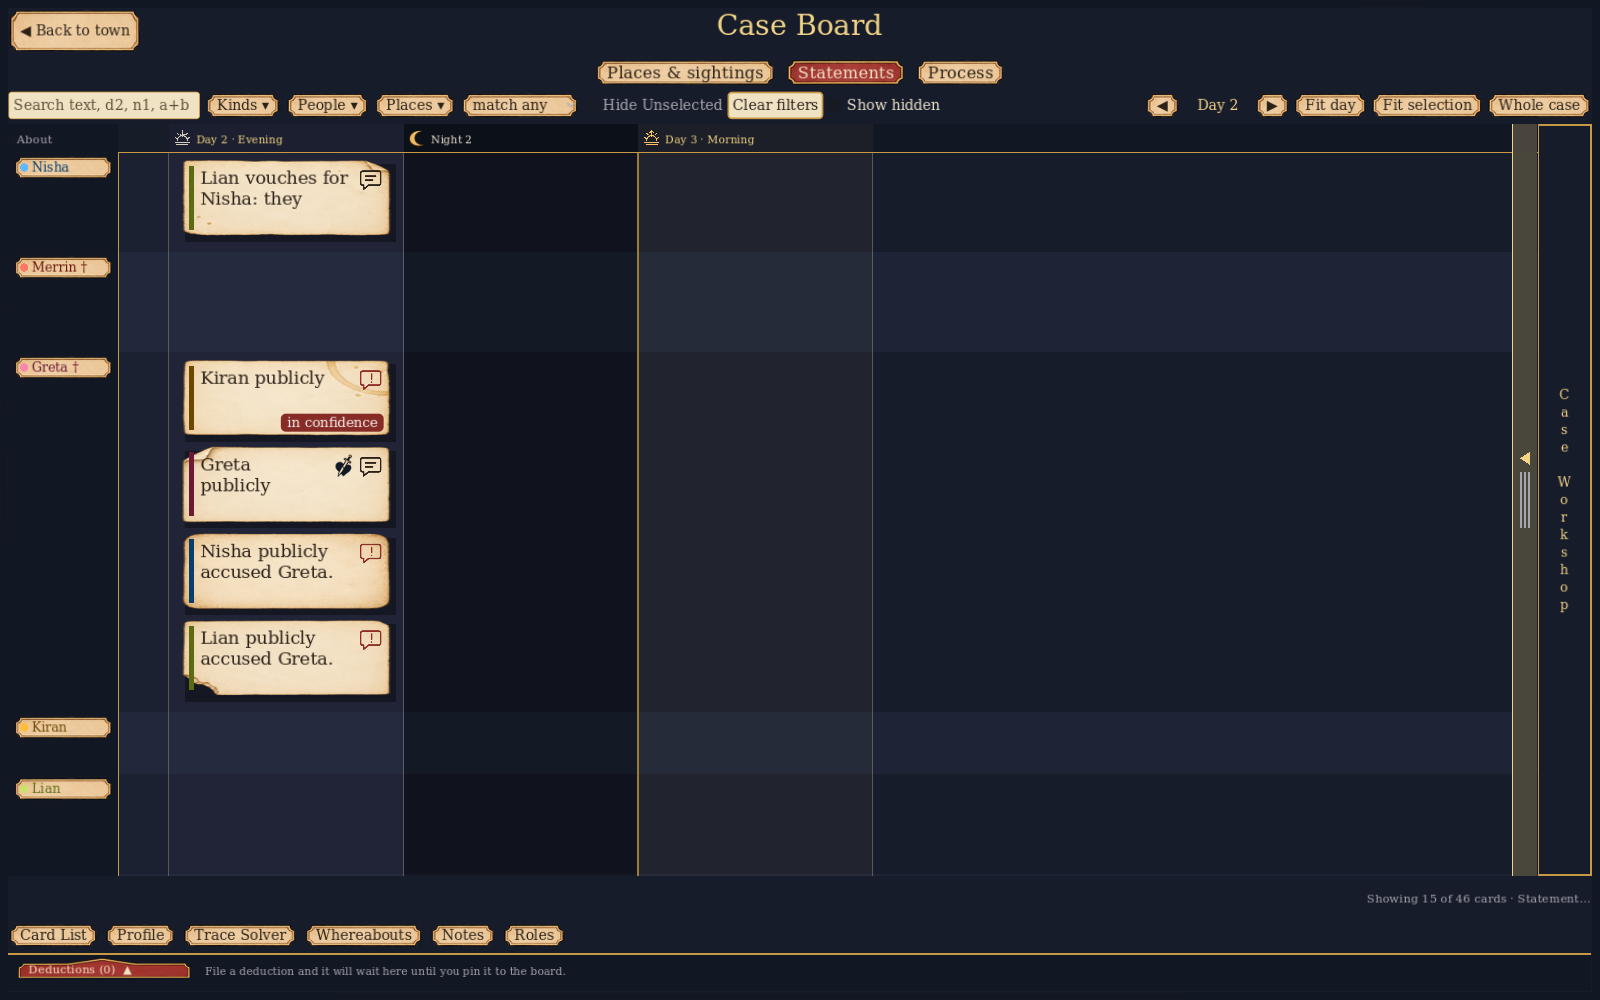 ◀ Back to town
Case Board
Places & sightings
Statements
Process
Search text, d2, n1, a+b
Kinds ▾
People ▾
Places ▾
match any
Hide Unselected
Clear filters
Show hidden
◀
Day 2
▶
Fit day
Fit selection
Whole case
About
Day 2 · Evening
Night 2
Day 3 · Morning
Nisha
Lian vouches for
Nisha: they
Merrin †
Greta †
Kiran publicly
in confidence
Greta
publicly
Nisha publicly
accused Greta.
Lian publicly
accused Greta.
Kiran
Lian
Case Workshop
Showing 15 of 46 cards · Statement...
Card List
Profile
Trace Solver
Whereabouts
Notes
Roles
Deductions (0) ▲
File a deduction and it will wait here until you pin it to the board.